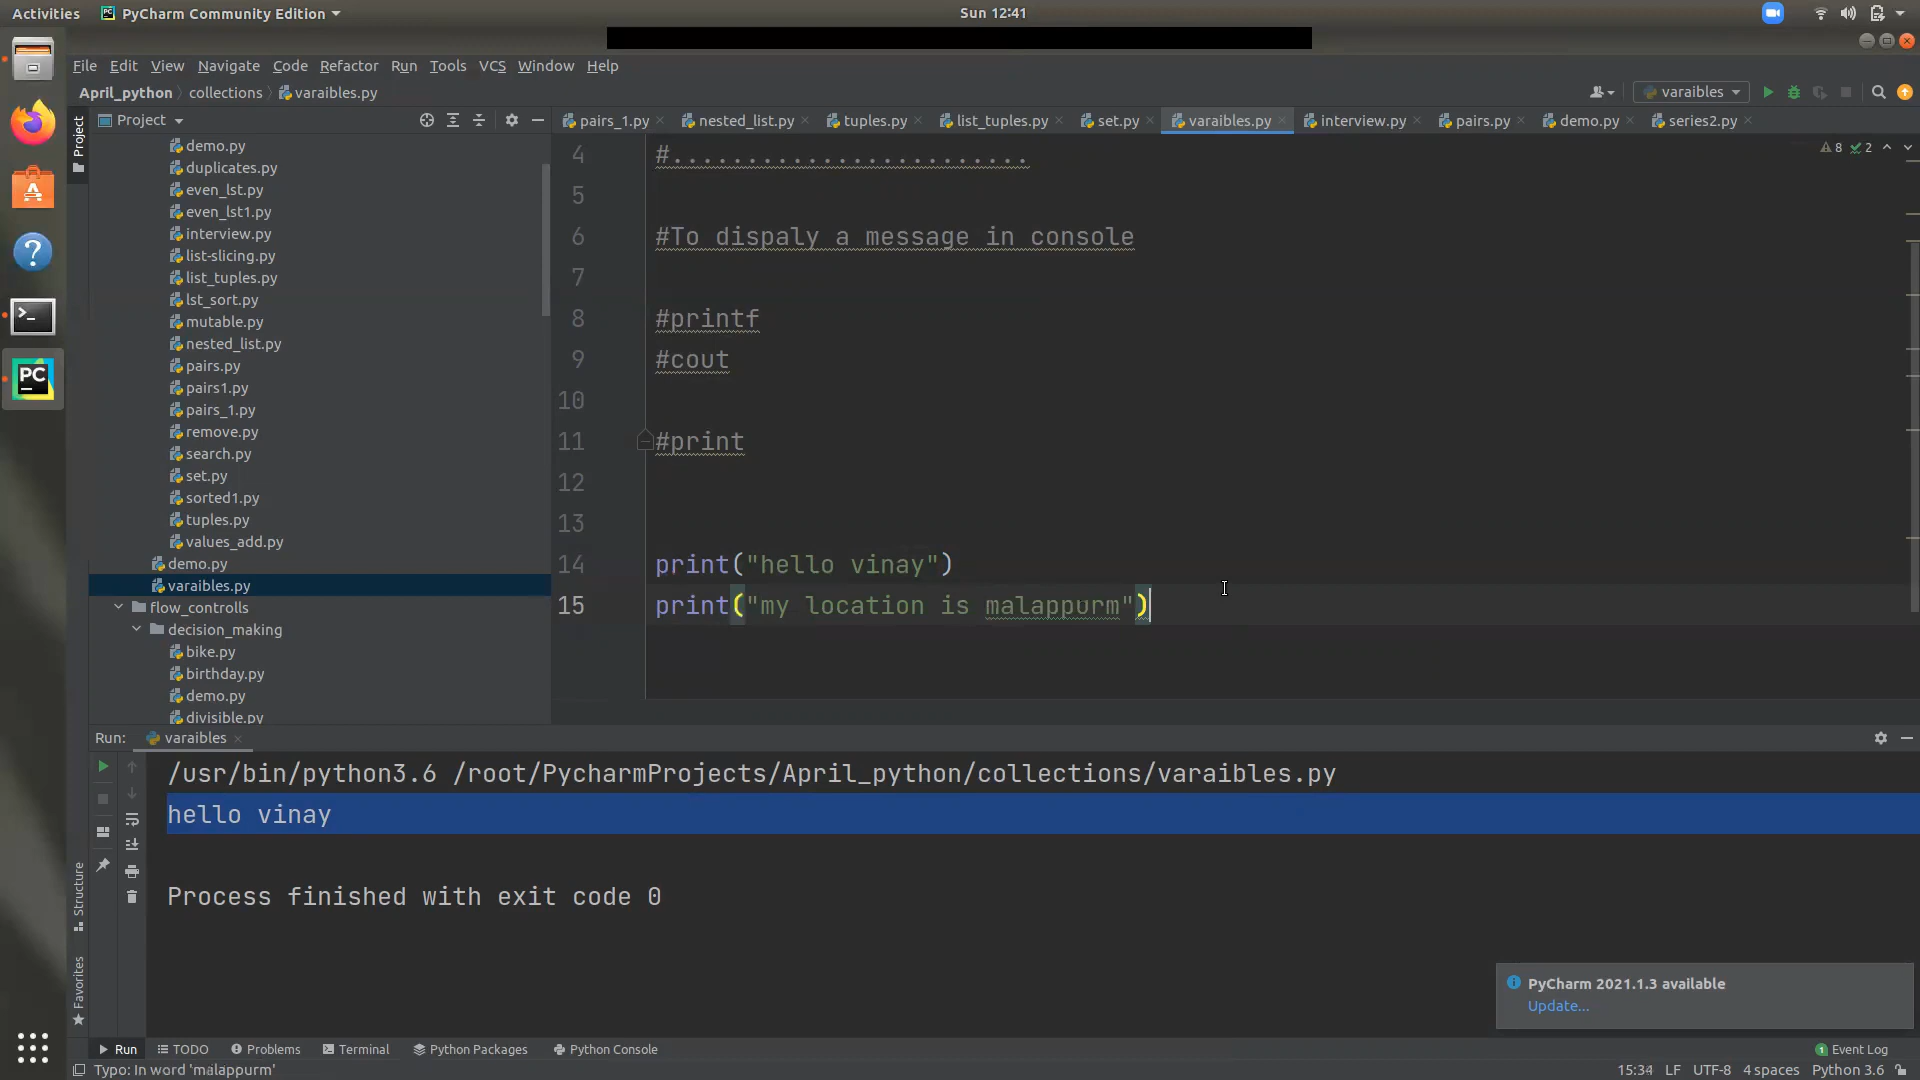 Activities PyCharm Community Edition Sun 12:41
File Edit View Navigate Code Refactor Run Tools VCS Window Help
April_python collections varaibles.py varaibles
Project pairs_1.py nested_list.py tuples.py list_tuples.py set.py varaibles.py interview.py pairs.py demo.py series2.py
Project
demo.py
duplicates.py
even_lst.py
even_lst1.py
interview.py
list-slicing.py
list_tuples.py
lst_sort.py
mutable.py
nested_list.py
pairs.py
pairs1.py
pairs_1.py
remove.py
search.py
set.py
sorted1.py
tuples.py
values_add.py
demo.py
varaibles.py
flow_controlls
decision_making
bike.py
birthday.py
demo.py
divisible.py
8 2
4 #........................
5
6 #To dispaly a message in console
7
8 #printf
9 #cout
10
11 #print
12
13
14 print("hello vinay")
15 print("my location is malappurm")
Run: varaibles
/usr/bin/python3.6 /root/PycharmProjects/April_python/collections/varaibles.py
hello vinay
Process finished with exit code 0
Structure
Favorites
PyCharm 2021.1.3 available
Update...
Run TODO Problems Terminal Python Packages Python Console 1 Event Log
Typo: In word 'malappurm' 15:34 LF UTF-8 4 spaces Python 3.6